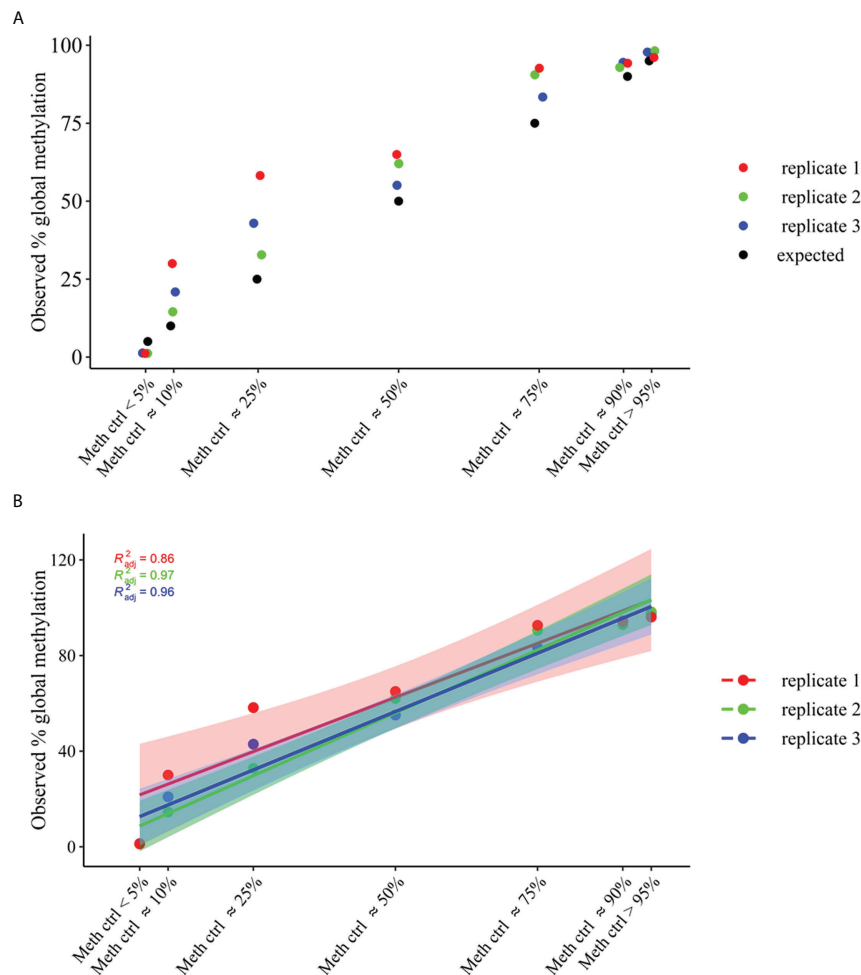 A
Observed % global methylation
100
75
50
25
0
Meth ctrl < 5%
Meth ctrl ≈ 10%
Meth ctrl ≈ 25%
Meth ctrl ≈ 50%
Meth ctrl ≈ 75%
Meth ctrl ≈ 90%
Meth ctrl > 95%
replicate 1
replicate 2
replicate 3
expected
B
Observed % global methylation
120
80
40
0
R²adj = 0.86
R²adj = 0.97
R²adj = 0.96
Meth ctrl < 5%
Meth ctrl ≈ 10%
Meth ctrl ≈ 25%
Meth ctrl ≈ 50%
Meth ctrl ≈ 75%
Meth ctrl ≈ 90%
Meth ctrl > 95%
replicate 1
replicate 2
replicate 3